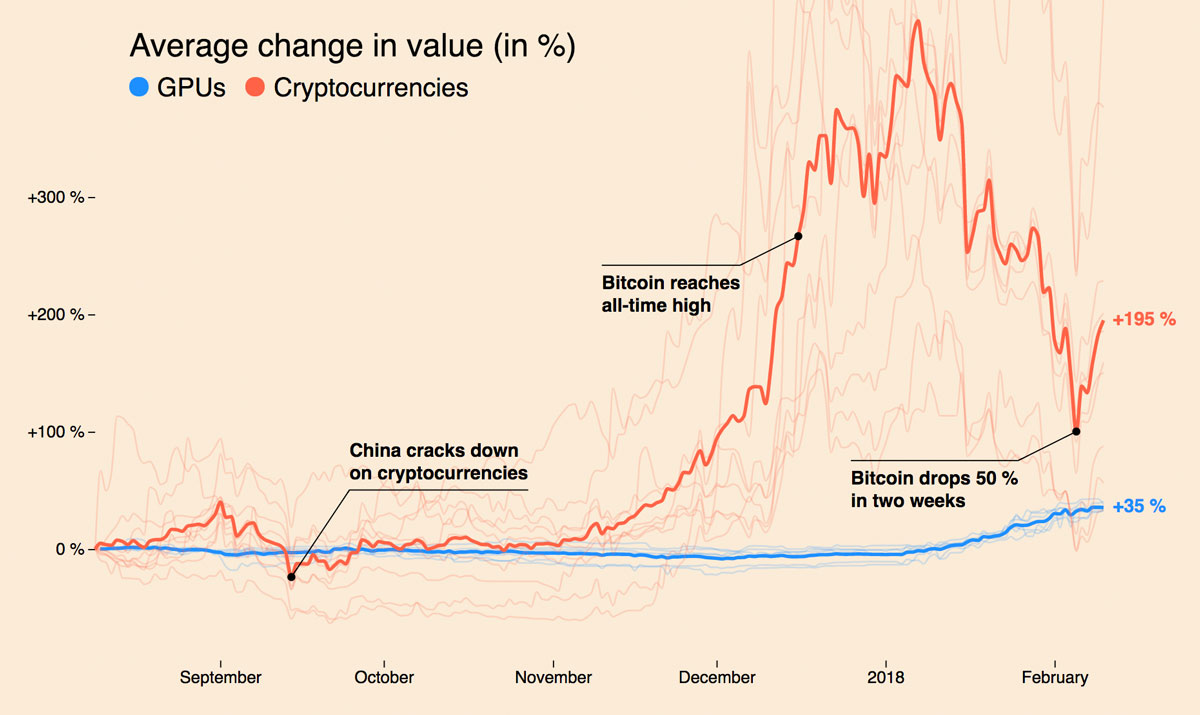 Average change in value (in %)
GPUs Cryptocurrencies
+300 %
Bitcoin reaches
all-time high
+200 %
+195 %
+100 %
China cracks down
on cryptocurrencies
Bitcoin drops 50 %
in two weeks
+35 %
0 %
September October November December 2018 February